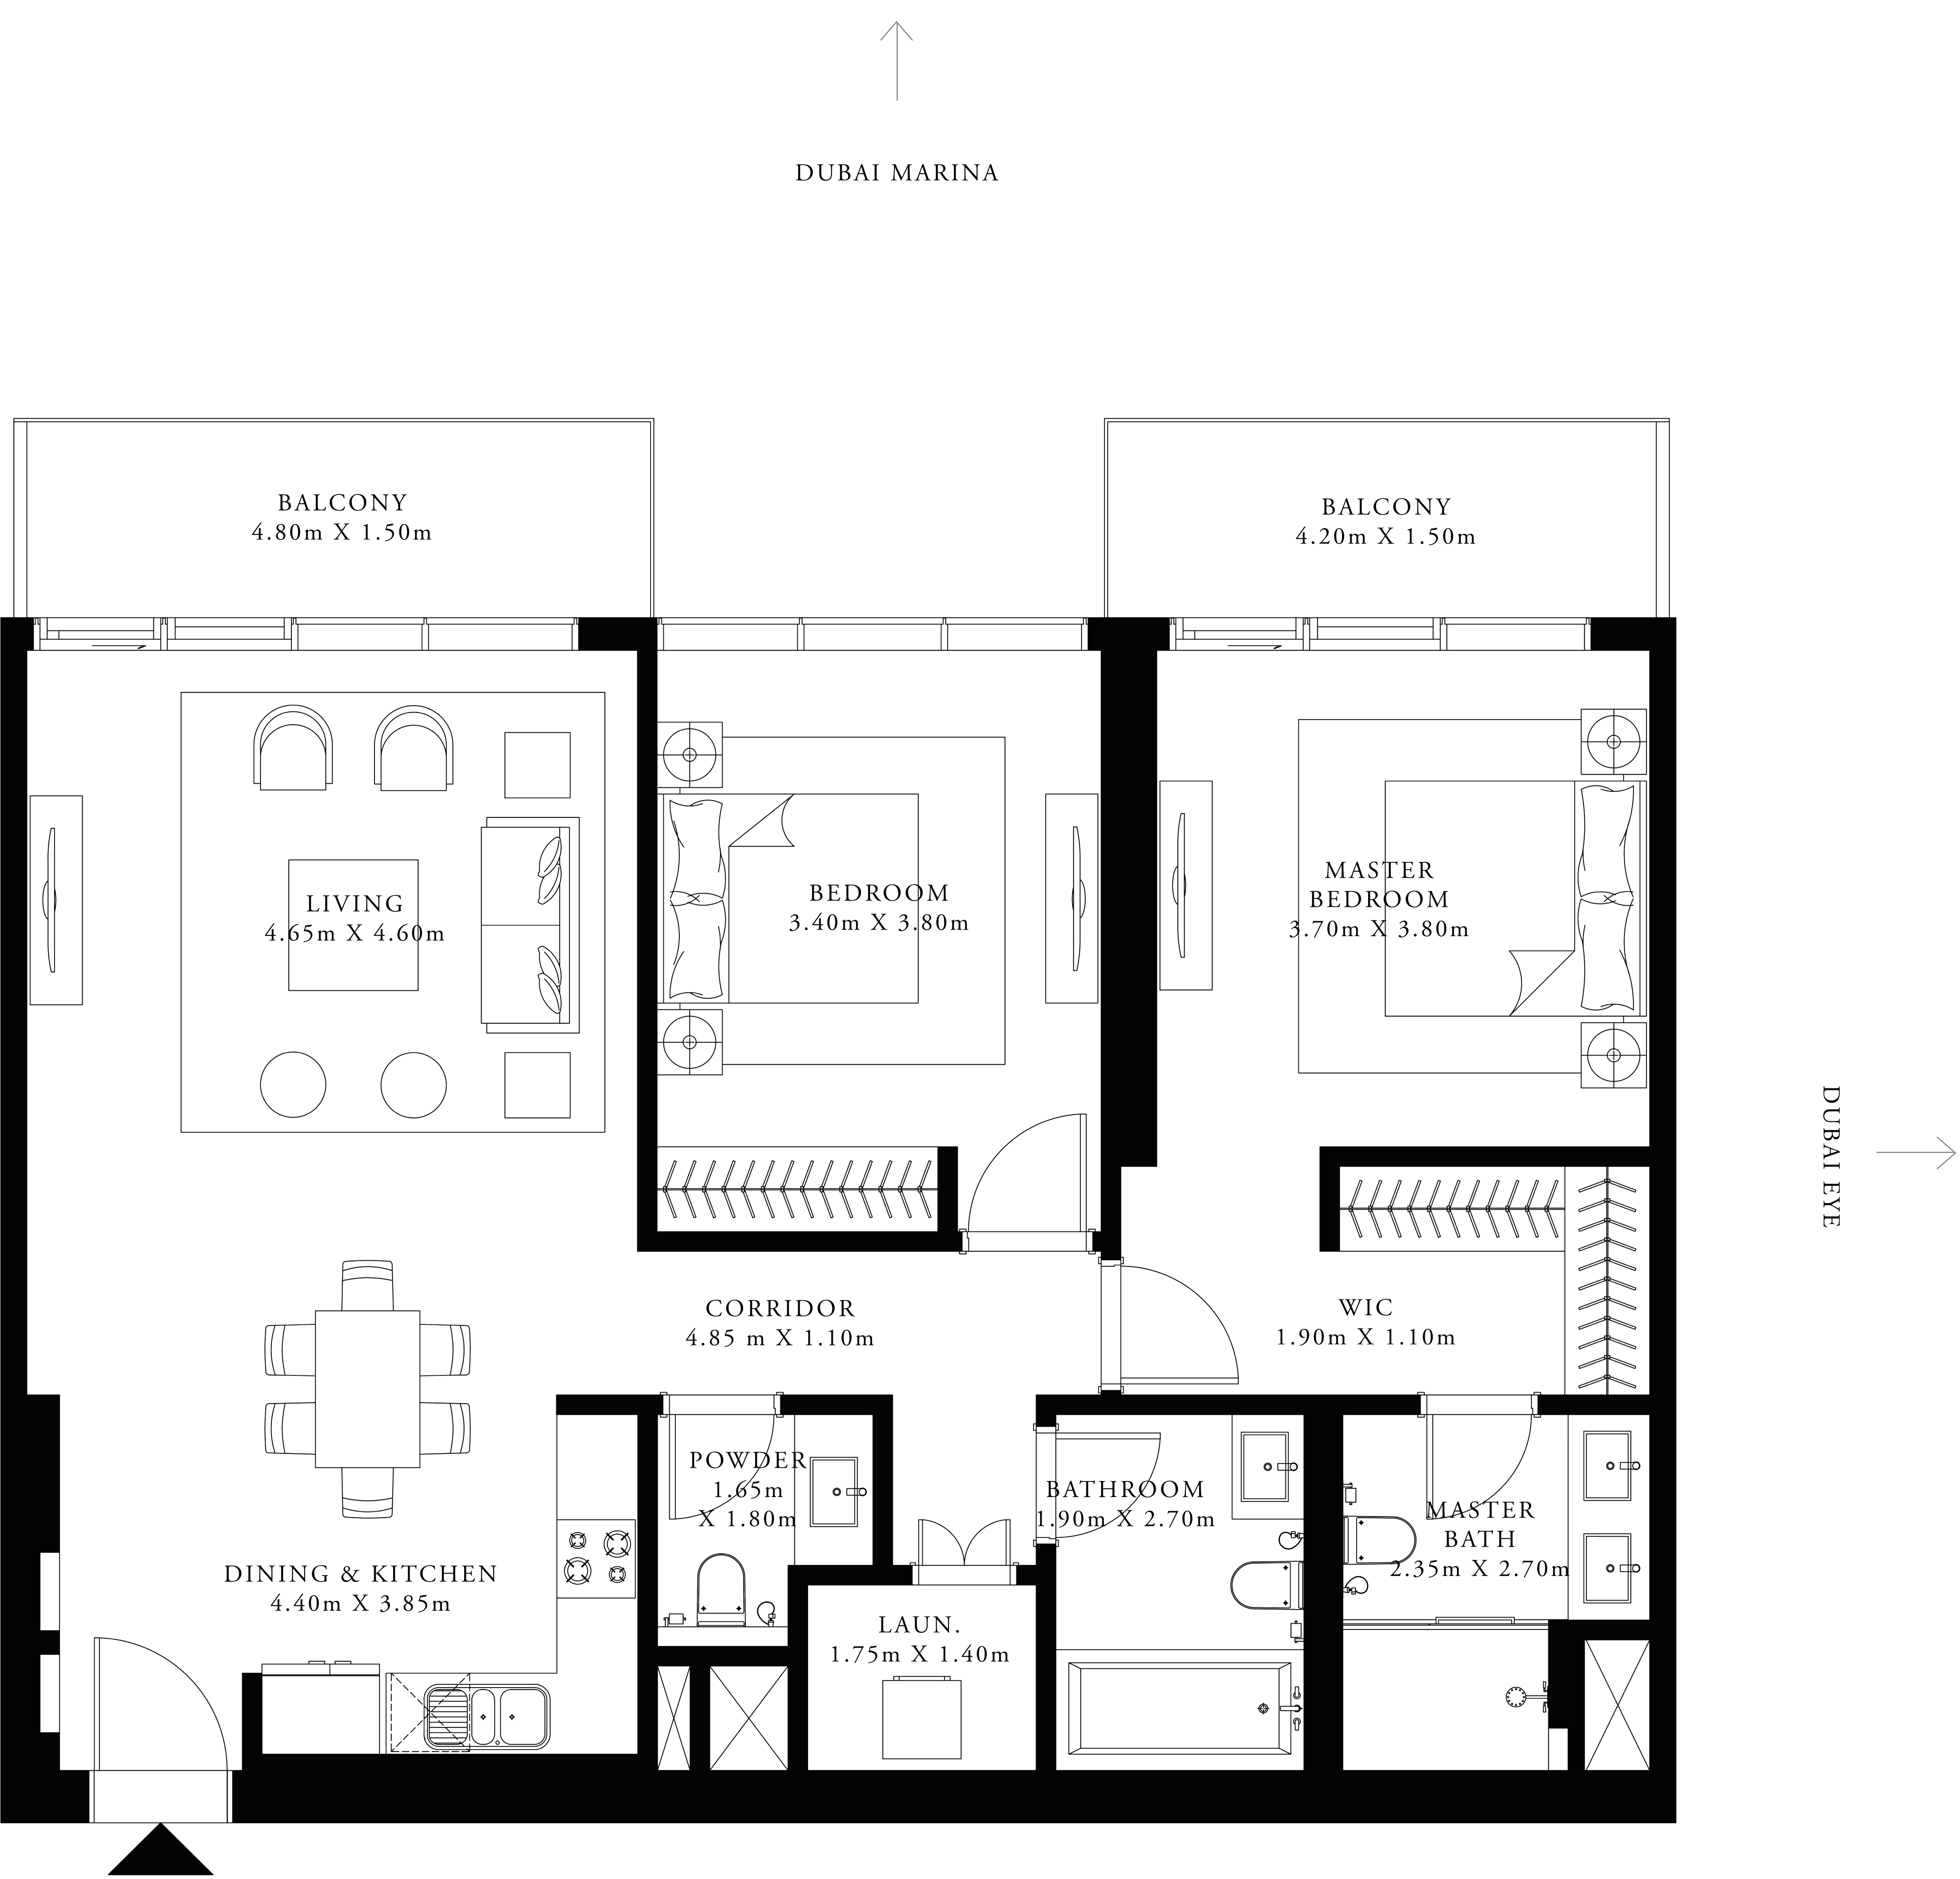 DUBAI MARINA
BALCONY
4.80m X 1.50m
BALCONY
4.20m X 1.50m
LIVING
4.65m X 4.60m
BEDROOM
3.40m X 3.80m
MASTER
BEDROOM
3.70m X 3.80m
DUBAI EYE
CORRIDOR
4.85 m X 1.10m
WIC
1.90m X 1.10m
POWDER
1.65m
X 1.80m
BATHROOM
1.90m X 2.70m
MASTER
BATH
2.35m X 2.70m
DINING & KITCHEN
4.40m X 3.85m
LAUN.
1.75m X 1.40m